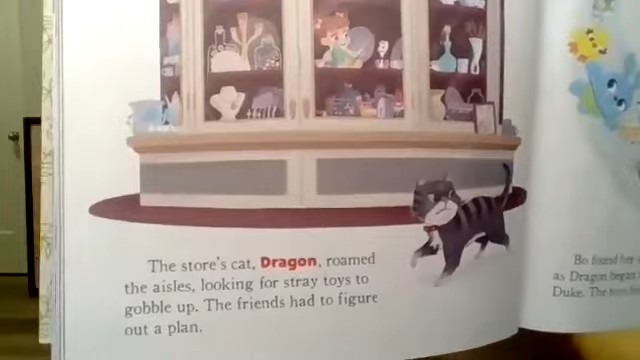 The store's cat, Dragon, roamed
the aisles, looking for stray toys to
gobble up. The friends had to figure
out a plan.
Bo found her
as Dragon began
Duke. The